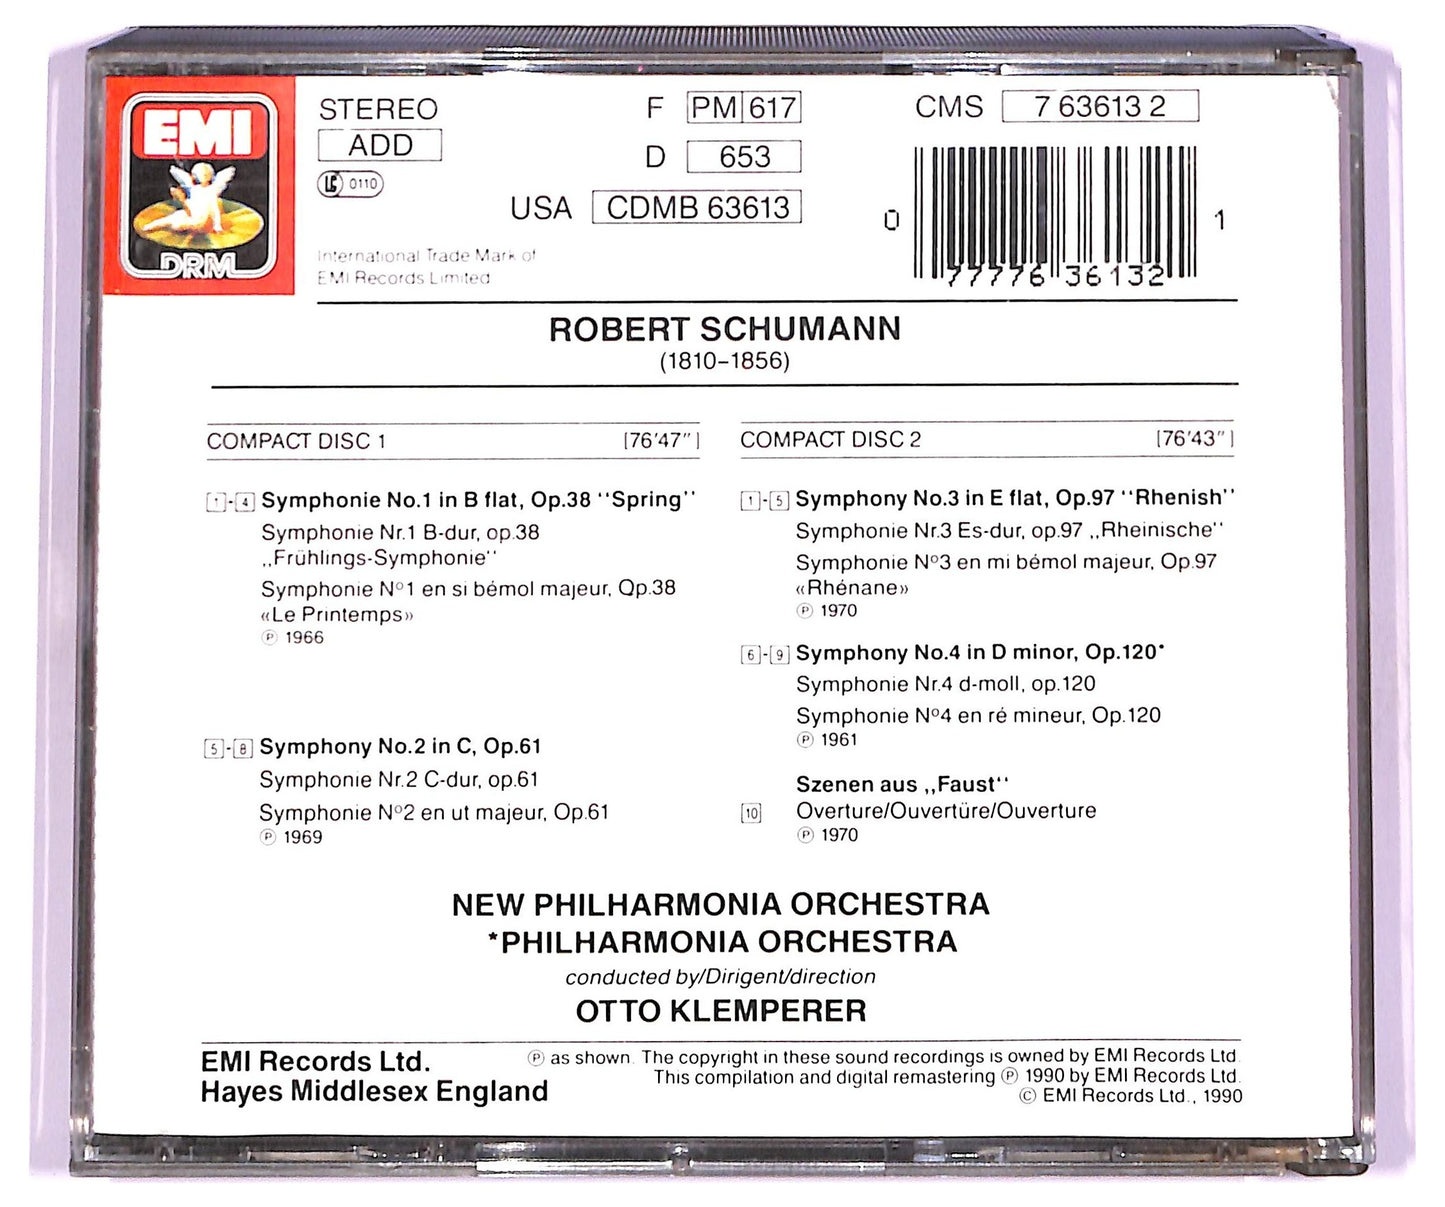 EMI
DRM
STEREO
ADD
LC 0110
F PM 617
D 653
USA CDMB 63613
CMS 7 63613 2
0 77776 36132 1
International Trade Mark of
EMI Records Limited
ROBERT SCHUMANN
(1810–1856)
COMPACT DISC 1 [76'47"]
1-4 Symphonie No.1 in B flat, Op.38 "Spring"
Symphonie Nr.1 B-dur, op.38
„Frühlings-Symphonie"
Symphonie Nº1 en si bémol majeur, Op.38
«Le Printemps»
℗ 1966
5-8 Symphony No.2 in C, Op.61
Symphonie Nr.2 C-dur, op.61
Symphonie Nº2 en ut majeur, Op.61
℗ 1969
COMPACT DISC 2 [76'43"]
1-5 Symphony No.3 in E flat, Op.97 "Rhenish"
Symphonie Nr.3 Es-dur, op.97 „Rheinische"
Symphonie Nº3 en mi bémol majeur, Op.97
«Rhénane»
℗ 1970
6-9 Symphony No.4 in D minor, Op.120*
Symphonie Nr.4 d-moll, op.120
Symphonie Nº4 en ré mineur, Op.120
℗ 1961
Szenen aus „Faust"
10 Overture/Ouvertüre/Ouverture
℗ 1970
NEW PHILHARMONIA ORCHESTRA
*PHILHARMONIA ORCHESTRA
conducted by/Dirigent/direction
OTTO KLEMPERER
EMI Records Ltd.
Hayes Middlesex England
℗ as shown. The copyright in these sound recordings is owned by EMI Records Ltd.
This compilation and digital remastering ℗ 1990 by EMI Records Ltd.
© EMI Records Ltd., 1990